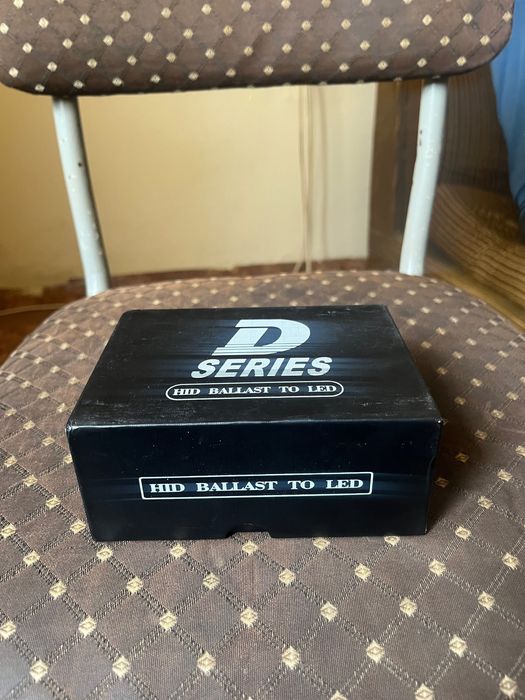 D
SERIES
HID BALLAST TO LED
HID BALLAST TO LED